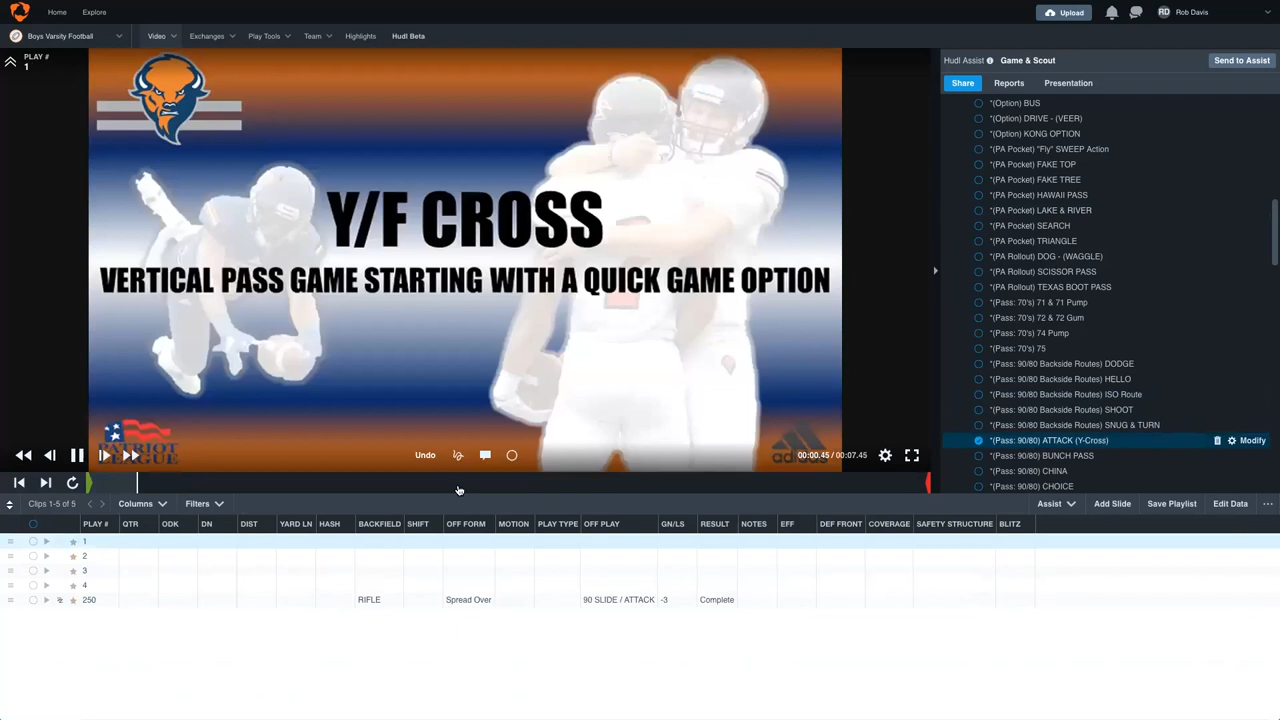 Home Explore Upload RD Rob Davis
Boys Varsity Football Video Exchanges Play Tools Team Highlights Hudl Beta
PLAY #
1
Y/F CROSS
VERTICAL PASS GAME STARTING WITH A QUICK GAME OPTION
PATRIOT
LEAGUE
adidas
Undo 00:00.45 / 00:07.45
Hudl Assist Game & Scout Send to Assist
Share Reports Presentation
*(Option) BUS
*(Option) DRIVE - (VEER)
*(Option) KONG OPTION
*(PA Pocket) "Fly" SWEEP Action
*(PA Pocket) FAKE TOP
*(PA Pocket) FAKE TREE
*(PA Pocket) HAWAII PASS
*(PA Pocket) LAKE & RIVER
*(PA Pocket) SEARCH
*(PA Pocket) TRIANGLE
*(PA Rollout) DOG - (WAGGLE)
*(PA Rollout) SCISSOR PASS
*(PA Rollout) TEXAS BOOT PASS
*(Pass: 70's) 71 & 71 Pump
*(Pass: 70's) 72 & 72 Gum
*(Pass: 70's) 74 Pump
*(Pass: 70's) 75
*(Pass: 90/80 Backside Routes) DODGE
*(Pass: 90/80 Backside Routes) HELLO
*(Pass: 90/80 Backside Routes) ISO Route
*(Pass: 90/80 Backside Routes) SHOOT
*(Pass: 90/80 Backside Routes) SNUG & TURN
*(Pass: 90/80) ATTACK (Y-Cross) Modify
*(Pass: 90/80) BUNCH PASS
*(Pass: 90/80) CHINA
*(Pass: 90/80) CHOICE
Clips 1-5 of 5 Columns Filters Assist Add Slide Save Playlist Edit Data
PLAY # QTR ODK DN DIST YARD LN HASH BACKFIELD SHIFT OFF FORM MOTION PLAY TYPE OFF PLAY GN/LS RESULT NOTES EFF DEF FRONT COVERAGE SAFETY STRUCTURE BLITZ
1
2
3
4
250 RIFLE Spread Over 90 SLIDE / ATTACK -3 Complete